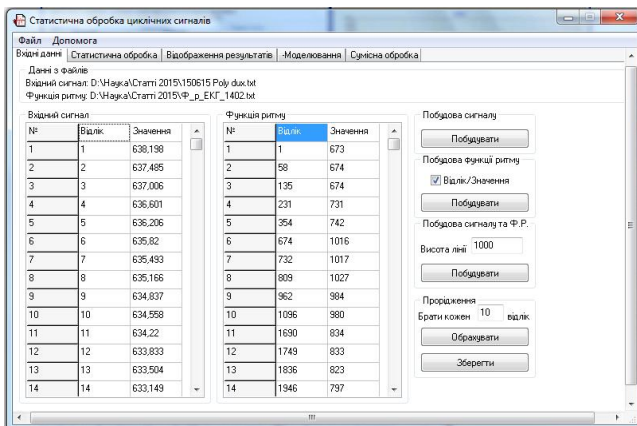 Статистична обробка циклічних сигналів
Файл Допомога
Вхідні данні Статистична обробка Відображення результатів -Моделювання Сумісна обробка
Данні з файлів
Вхідний сигнал: D:\Наука\Статті 2015\150615 Poly dux.txt
Функція ритму: D:\Наука\Статті 2015\Ф_р_ЕКГ_1402.txt
Вхідний сигнал
№ Відлік Значення
1 1 638,198
2 2 637,485
3 3 637,006
4 4 636,601
5 5 636,206
6 6 635,82
7 7 635,493
8 8 635,166
9 9 634,837
10 10 634,558
11 11 634,22
12 12 633,833
13 13 633,504
14 14 633,149
Функція ритму
№ Відлік Значення
1 1 673
2 58 674
3 135 674
4 231 731
5 354 742
6 674 1016
7 732 1017
8 809 1027
9 962 984
10 1096 980
11 1690 834
12 1749 833
13 1836 823
14 1946 797
Побудова сигналу
Побудувати
Побудова функції ритму
Відлік/Значення
Побудувати
Побудова сигналу та Ф.Р.
Висота лінії 1000
Побудувати
Проріджeння
Брати кожен 10 відлік
Обрахувати
Зберегти